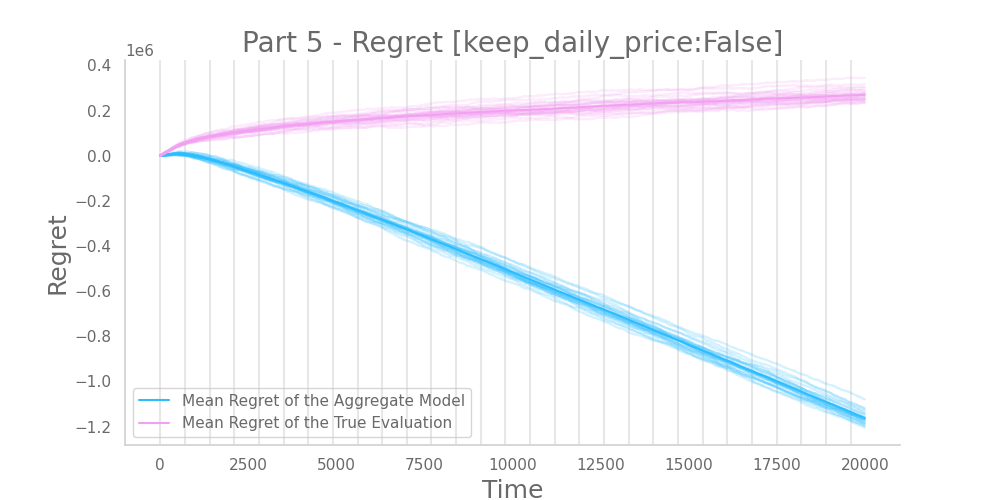 Part 5 - Regret [keep_daily_price:False]
1e6
0.4
0.2
0.0
−0.2
−0.4
−0.6
−0.8
−1.0
−1.2
Regret
Mean Regret of the Aggregate Model
Mean Regret of the True Evaluation
0 2500 5000 7500 10000 12500 15000 17500 20000
Time